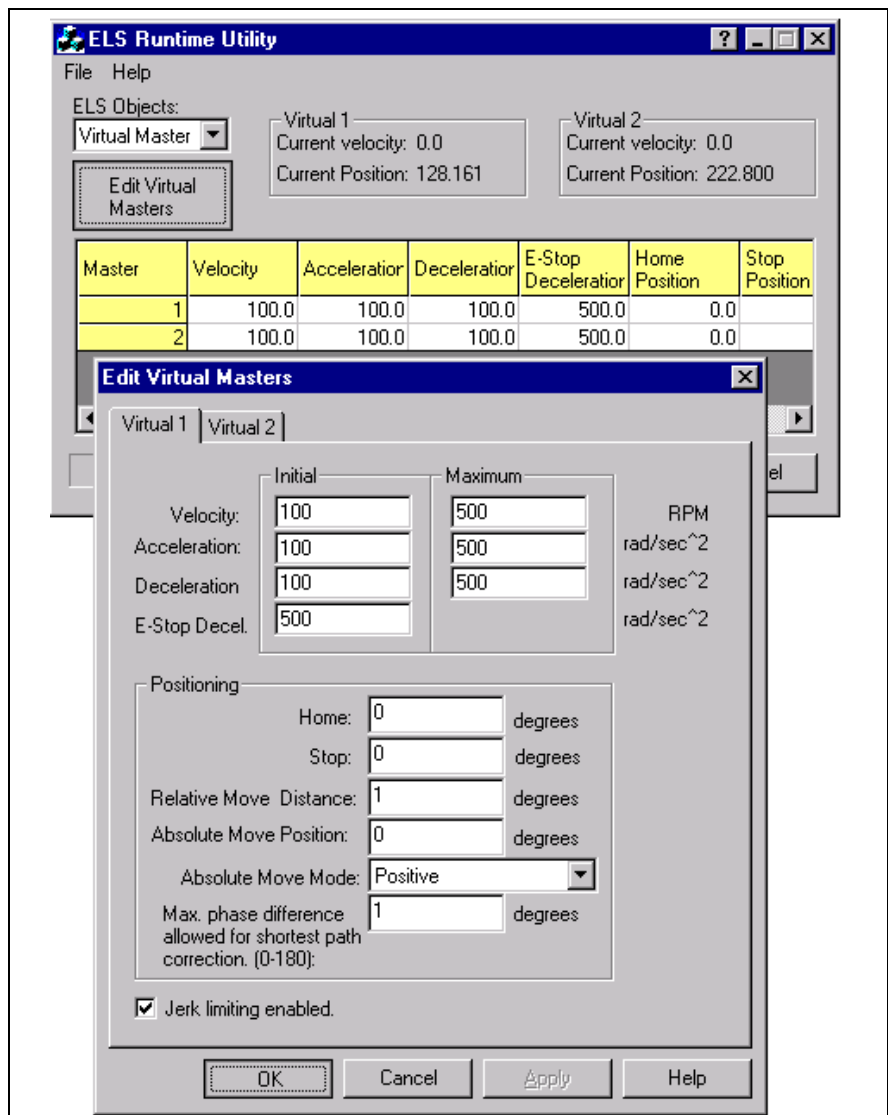 ELS Runtime Utility
File Help
ELS Objects:
Virtual Master
Edit Virtual
Masters
Virtual 1
Current velocity: 0.0
Current Position: 128.161
Virtual 2
Current velocity: 0.0
Current Position: 222.800
Master Velocity Acceleration Deceleration E-Stop Deceleration Home Position Stop Position
1 100.0 100.0 100.0 500.0 0.0
2 100.0 100.0 100.0 500.0 0.0
el
Edit Virtual Masters
Virtual 1 Virtual 2
Initial Maximum
Velocity: 100 500 RPM
Acceleration: 100 500 rad/sec^2
Deceleration 100 500 rad/sec^2
E-Stop Decel. 500 rad/sec^2
Positioning
Home: 0 degrees
Stop: 0 degrees
Relative Move Distance: 1 degrees
Absolute Move Position: 0 degrees
Absolute Move Mode: Positive
Max. phase difference 1 degrees
allowed for shortest path
correction. (0-180):
Jerk limiting enabled.
OK Cancel Apply Help